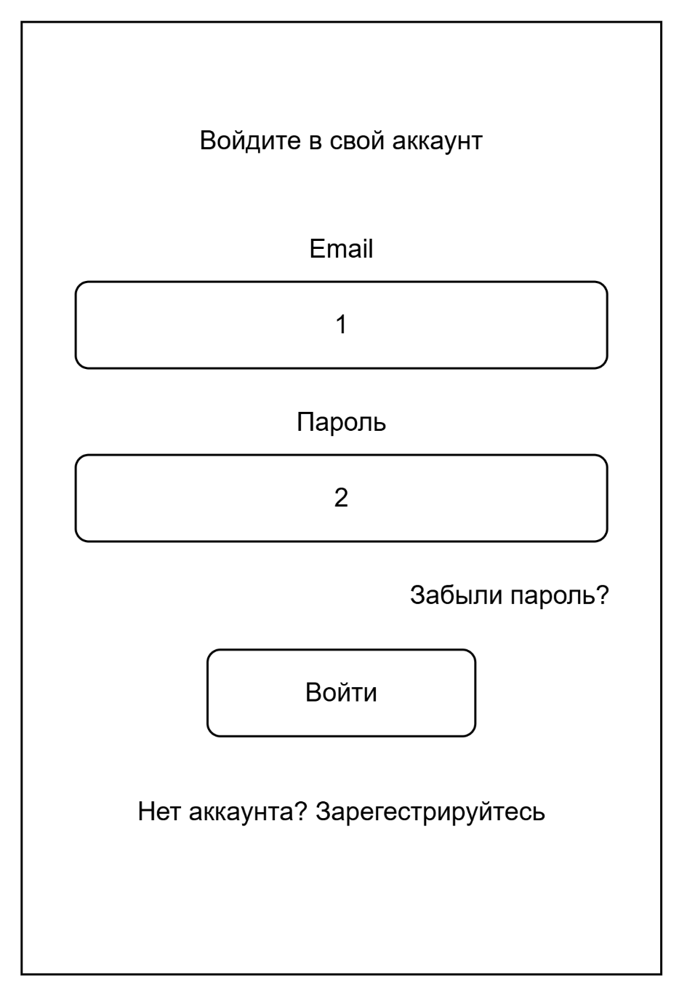 Войдите в свой аккаунт
Email
1
Пароль
2
Забыли пароль?
Войти
Нет аккаунта? Зарегестрируйтесь